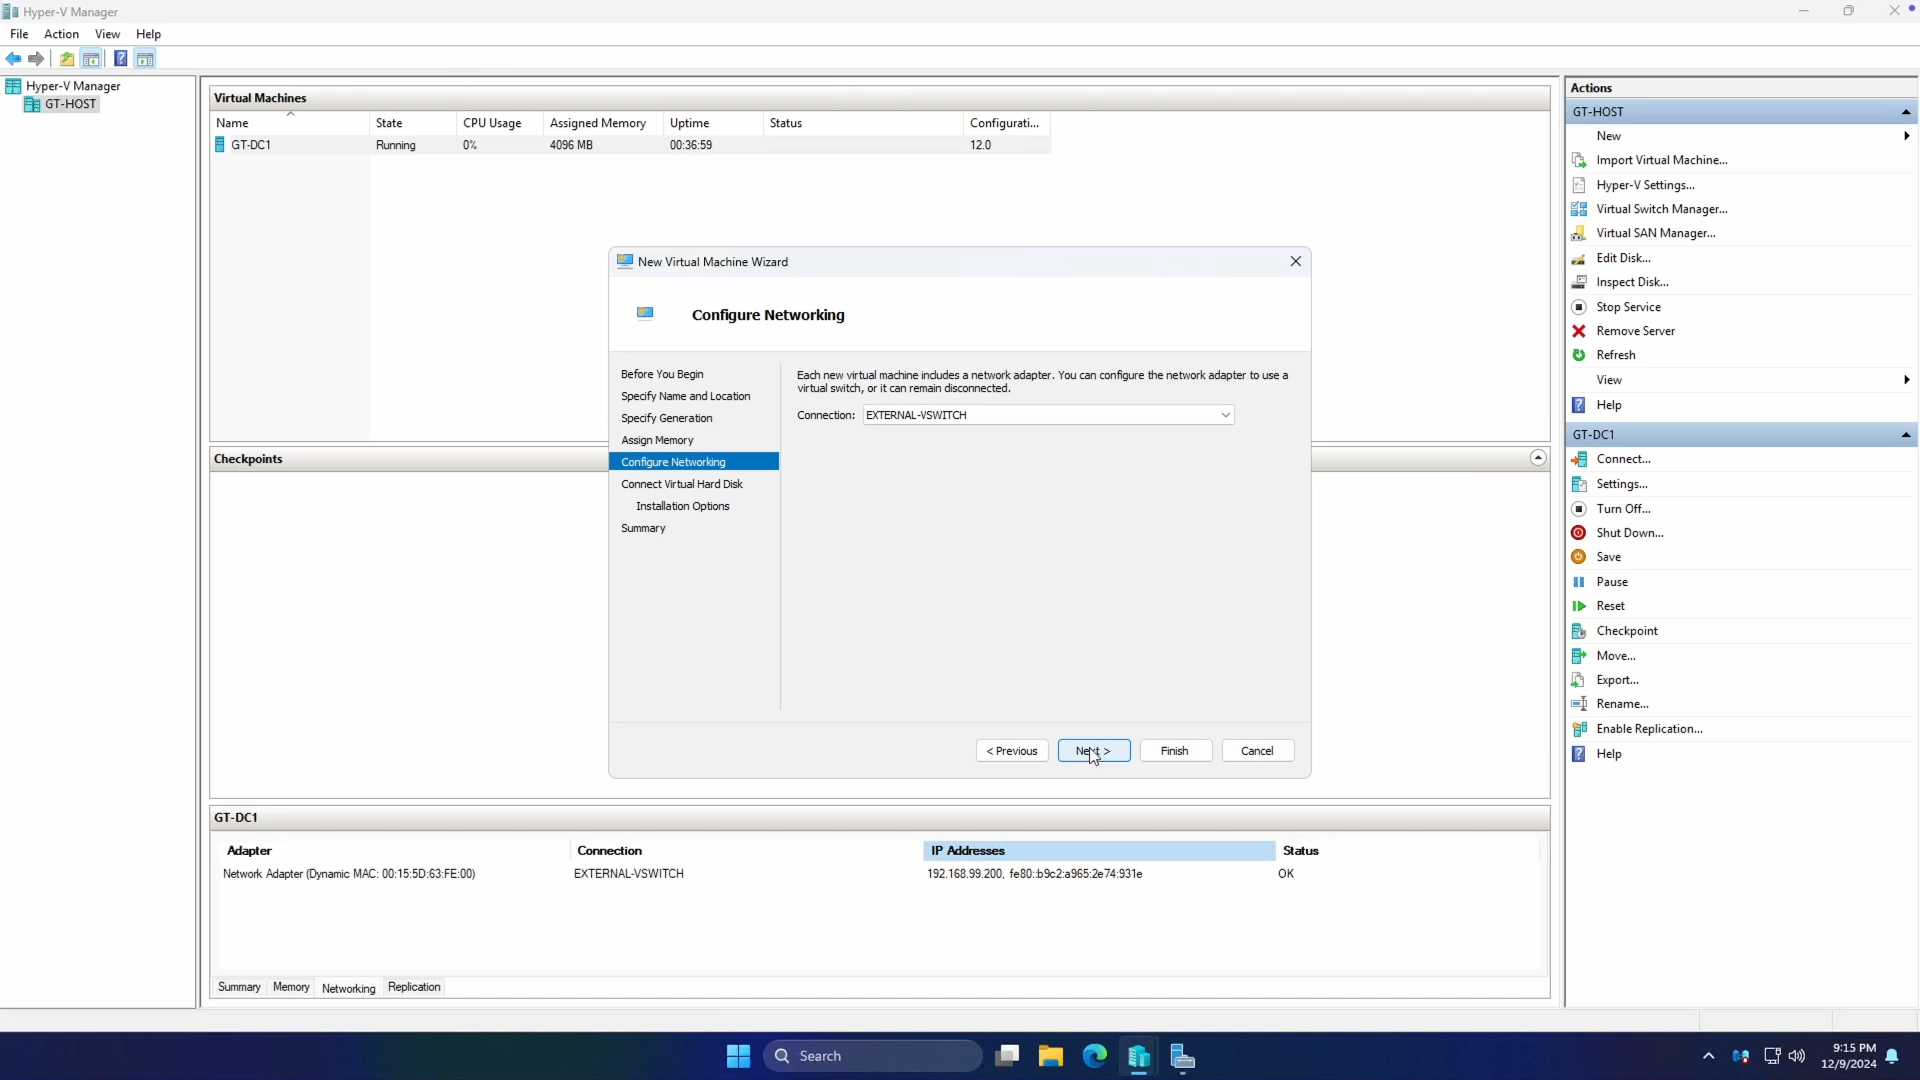 Hyper-V Manager
File Action View Help
Hyper-V Manager
GT-HOST
Virtual Machines
Name State CPU Usage Assigned Memory Uptime Status Configurati...
GT-DC1 Running 0% 4096 MB 00:36:59 12.0
New Virtual Machine Wizard
Configure Networking
Before You Begin
Specify Name and Location
Specify Generation
Assign Memory
Configure Networking
Connect Virtual Hard Disk
Installation Options
Summary
Each new virtual machine includes a network adapter. You can configure the network adapter to use a
virtual switch, or it can remain disconnected.
Connection: EXTERNAL-VSWITCH
< Previous Next > Finish Cancel
Checkpoints
GT-DC1
Adapter Connection IP Addresses Status
Network Adapter (Dynamic MAC: 00:15:5D:63:FE:00) EXTERNAL-VSWITCH 192.168.99.200, fe80::b9c2:a965:2e74:931e OK
Summary Memory Networking Replication
Actions
GT-HOST
New
Import Virtual Machine...
Hyper-V Settings...
Virtual Switch Manager...
Virtual SAN Manager...
Edit Disk...
Inspect Disk...
Stop Service
Remove Server
Refresh
View
Help
GT-DC1
Connect...
Settings...
Turn Off...
Shut Down...
Save
Pause
Reset
Checkpoint
Move...
Export...
Rename...
Enable Replication...
Help
Search
9:15 PM
12/9/2024